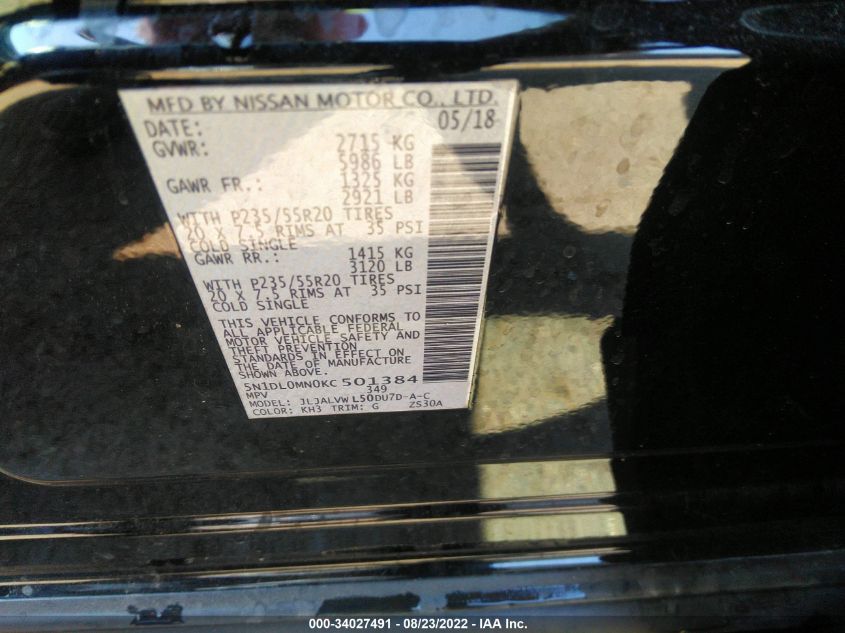 MFD BY NISSAN MOTOR CO., LTD.
DATE: 05/18
GVWR: 2715 KG
5986 LB
GAWR FR.: 1325 KG
2921 LB
WITH P235/55R20 TIRES
20 X 7.5 RIMS AT 35 PSI
COLD SINGLE
GAWR RR.: 1415 KG
3120 LB
WITH P235/55R20 TIRES
20 X 7.5 RIMS AT 35 PSI
COLD SINGLE
THIS VEHICLE CONFORMS TO
ALL APPLICABLE FEDERAL
MOTOR VEHICLE SAFETY AND
THEFT PREVENTION
STANDARDS IN EFFECT ON
THE DATE OF MANUFACTURE
SHOWN ABOVE.
5N1DL0MN0KC501384
MPV 349
MODEL: JLJALVWL50DU7D-A-C
COLOR: KH3 TRIM: G ZS30A
000-34027491 - 08/23/2022 - IAA Inc.